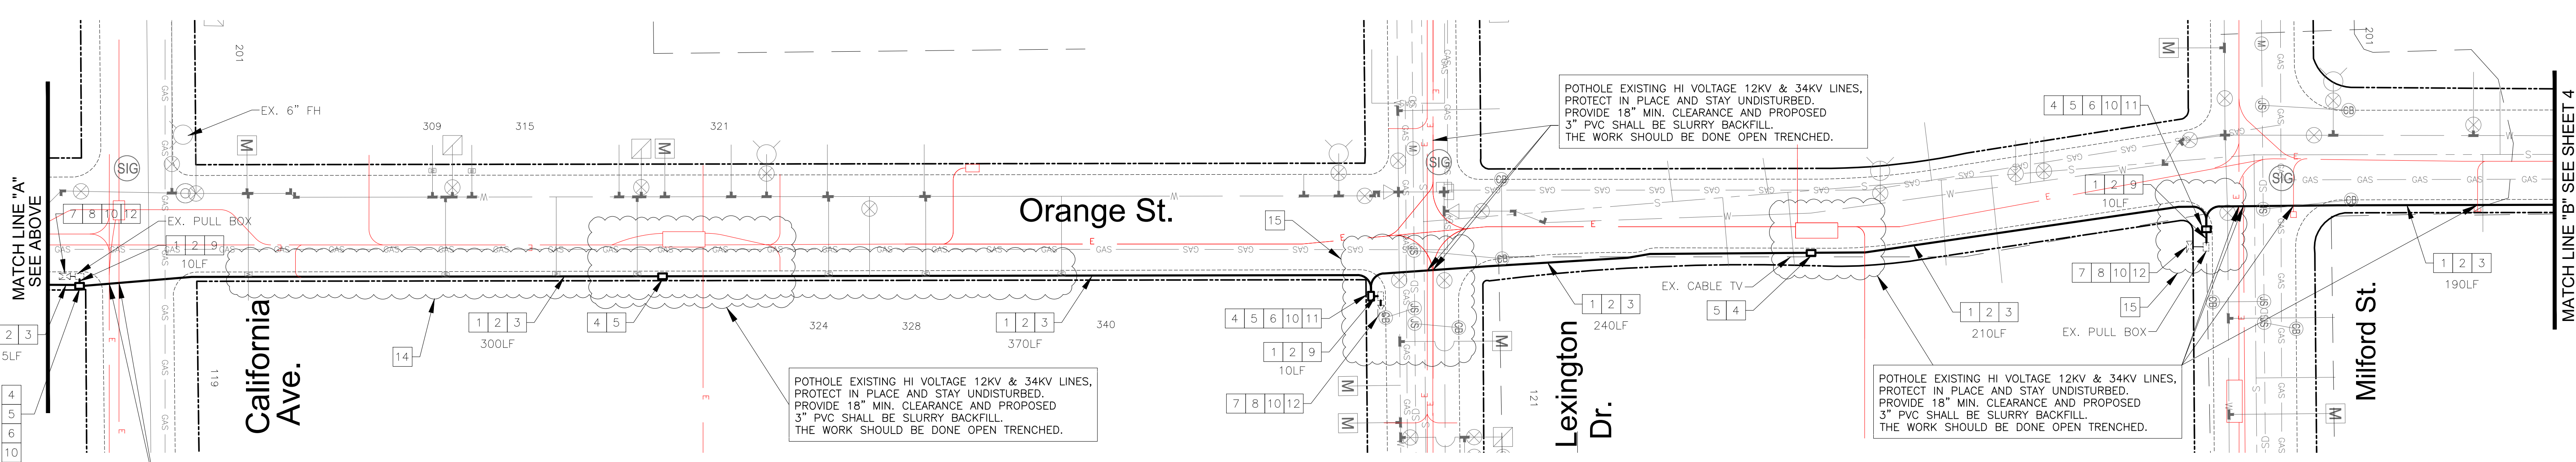 MATCH LINE "A"
SEE ABOVE
201
EX. 6" FH
SIG
M
309
315
321
M
7 8 10 12
EX. PULL BOX
1 2 9
10LF
2 3
5LF
4
5
6
10
California
Ave.
119
14
1 2 3
300LF
4 5
324
328
1 2 3
370LF
340
Orange St.
POTHOLE EXISTING HI VOLTAGE 12KV & 34KV LINES,
PROTECT IN PLACE AND STAY UNDISTURBED.
PROVIDE 18" MIN. CLEARANCE AND PROPOSED
3" PVC SHALL BE SLURRY BACKFILL.
THE WORK SHOULD BE DONE OPEN TRENCHED.
15
4 5 6 10 11
1 2 9
10LF
7 8 10 12
M
M
M
SIG
POTHOLE EXISTING HI VOLTAGE 12KV & 34KV LINES,
PROTECT IN PLACE AND STAY UNDISTURBED.
PROVIDE 18" MIN. CLEARANCE AND PROPOSED
3" PVC SHALL BE SLURRY BACKFILL.
THE WORK SHOULD BE DONE OPEN TRENCHED.
Lexington
Dr.
121
1 2 3
240LF
EX. CABLE TV
5 4
1 2 3
210LF
M
4 5 6 10 11
1 2 9
10LF
7 8 10 12
15
EX. PULL BOX
POTHOLE EXISTING HI VOLTAGE 12KV & 34KV LINES,
PROTECT IN PLACE AND STAY UNDISTURBED.
PROVIDE 18" MIN. CLEARANCE AND PROPOSED
3" PVC SHALL BE SLURRY BACKFILL.
THE WORK SHOULD BE DONE OPEN TRENCHED.
SIG
201
1 2 3
190LF
Milford St.
M
MATCH LINE B" SEE SHEET 4
GAS GAS GAS GAS GAS